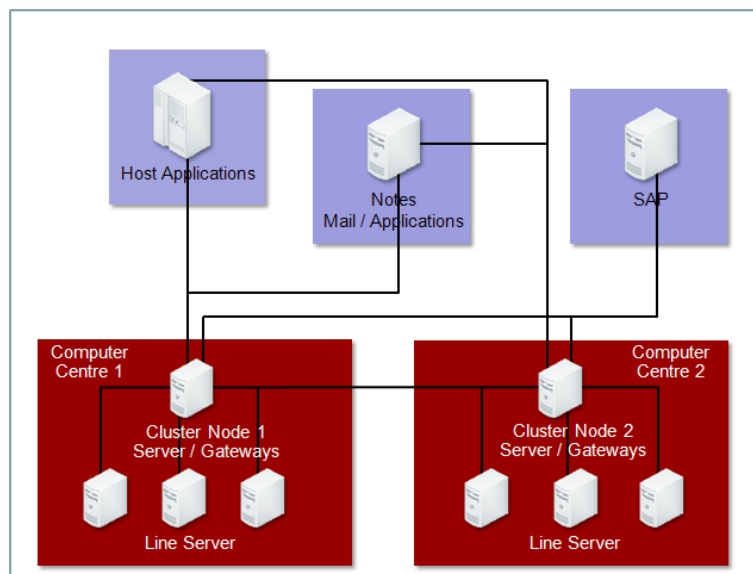 Host Applications
Notes
Mail / Applications
SAP
Computer
Centre 1
Cluster Node 1
Server / Gateways
Line Server
Computer
Centre 2
Cluster Node 2
Server / Gateways
Line Server